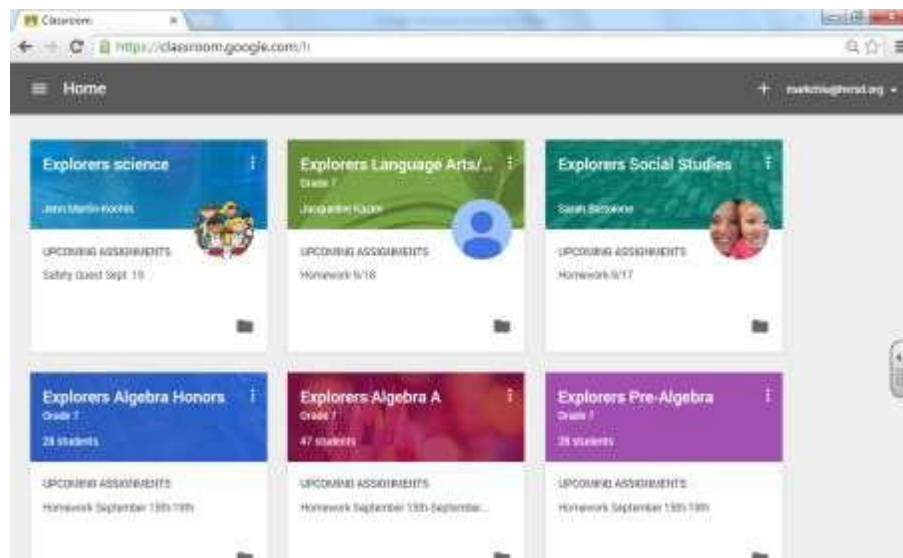 Classroom
https://classroom.google.com/h
Home
+
Explorers science
Explorers Language Arts/...
Grade 7
Explorers Social Studies
UPCOMING ASSIGNMENTS
Safety Quest Sept. 19
UPCOMING ASSIGNMENTS
Homework 9/18
UPCOMING ASSIGNMENTS
Homework 9/17
Explorers Algebra Honors
Grade 7
28 students
Explorers Algebra A
Grade 7
47 students
Explorers Pre-Algebra
Grade 7
28 students
UPCOMING ASSIGNMENTS
Homework September 15th-19th
UPCOMING ASSIGNMENTS
Homework September 15th-September...
UPCOMING ASSIGNMENTS
Homework September 15th-19th